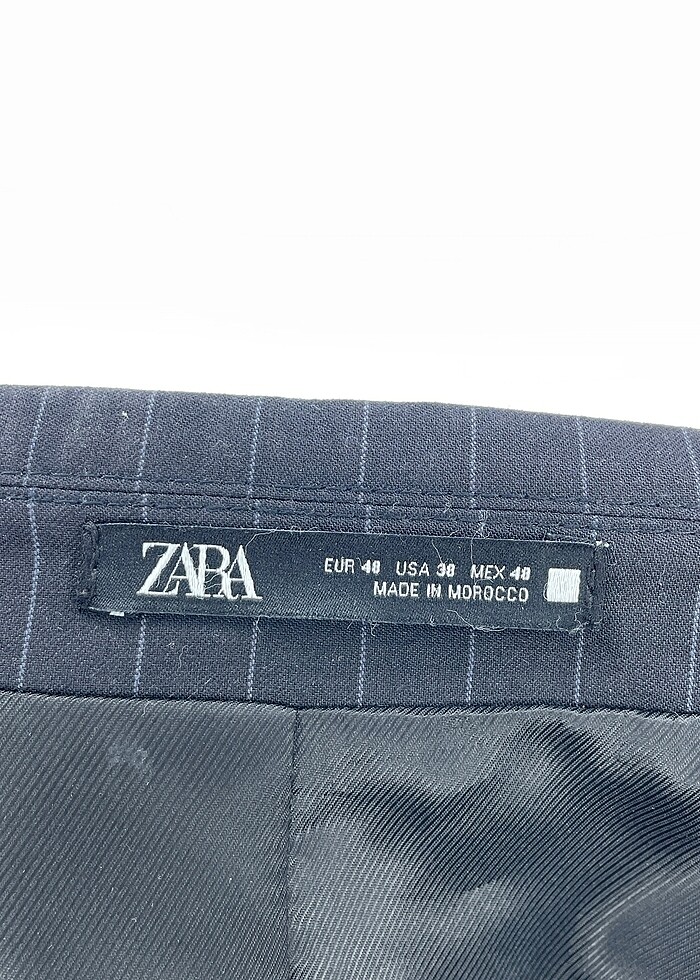 ZARA
EUR 48 USA 38 MEX 48
MADE IN MOROCCO